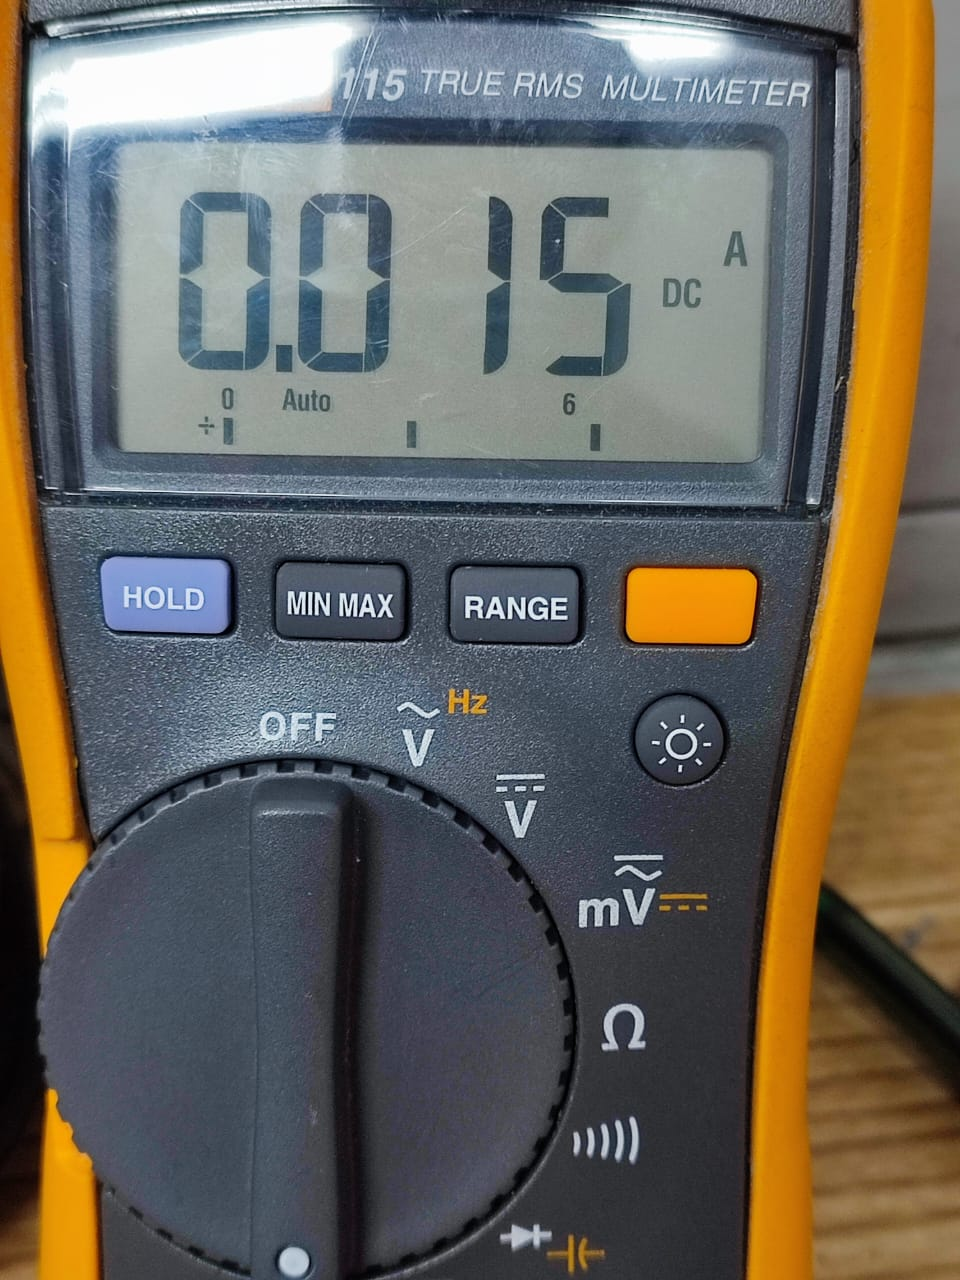 115 TRUE RMS MULTIMETER
0.015 A
DC
0 Auto 6
HOLD MIN MAX RANGE
OFF V Hz
V
mV
Ω